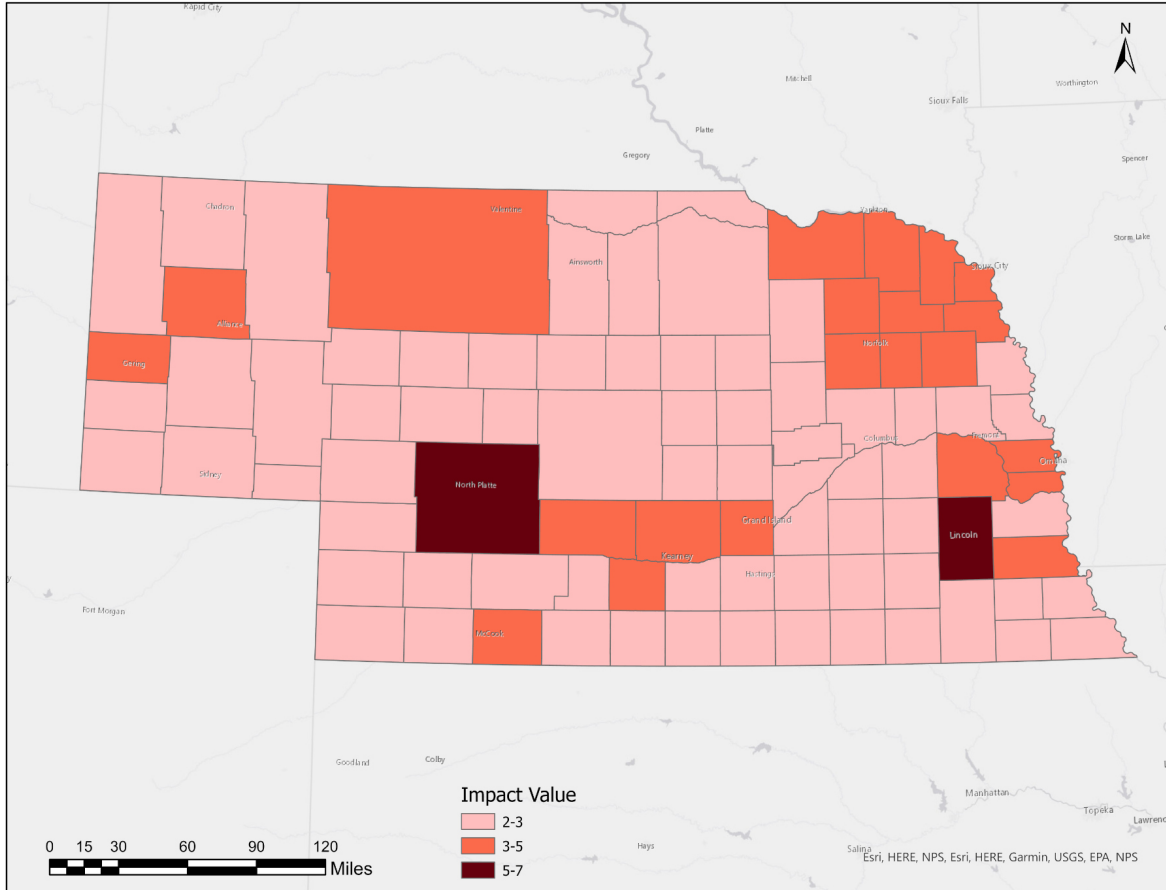 Rapid City
N
Mitchell
Worthington
Sioux Falls
Platte
Gregory
Spencer
Chadron
Valentine
Yankton
Storm Lake
Ainsworth
Sioux City
Alliance
Norfolk
Gering
Columbus
Fremont
Omaha
Sidney
North Platte
Grand Island
Lincoln
Kearney
Hastings
Fort Morgan
McCook
Goodland
Colby
Impact Value
2-3
3-5
5-7
Manhattan
Topeka
Lawrenc
Hays
Salina
0 15 30 60 90 120
Miles
Esri, HERE, NPS, Esri, HERE, Garmin, USGS, EPA, NPS